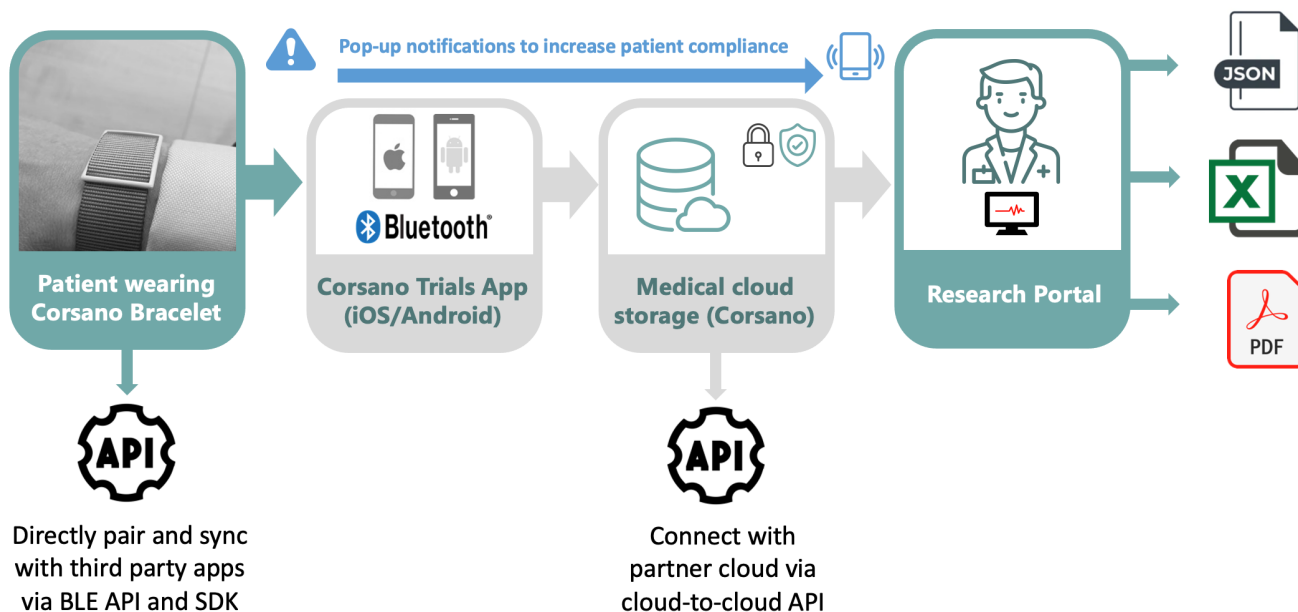 Pop-up notifications to increase patient compliance
JSON
X
Bluetooth®
Patient wearing
Corsano Bracelet
Corsano Trials App
(iOS/Android)
Medical cloud
storage (Corsano)
Research Portal
PDF
API
API
Directly pair and sync
with third party apps
via BLE API and SDK
Connect with
partner cloud via
cloud-to-cloud API